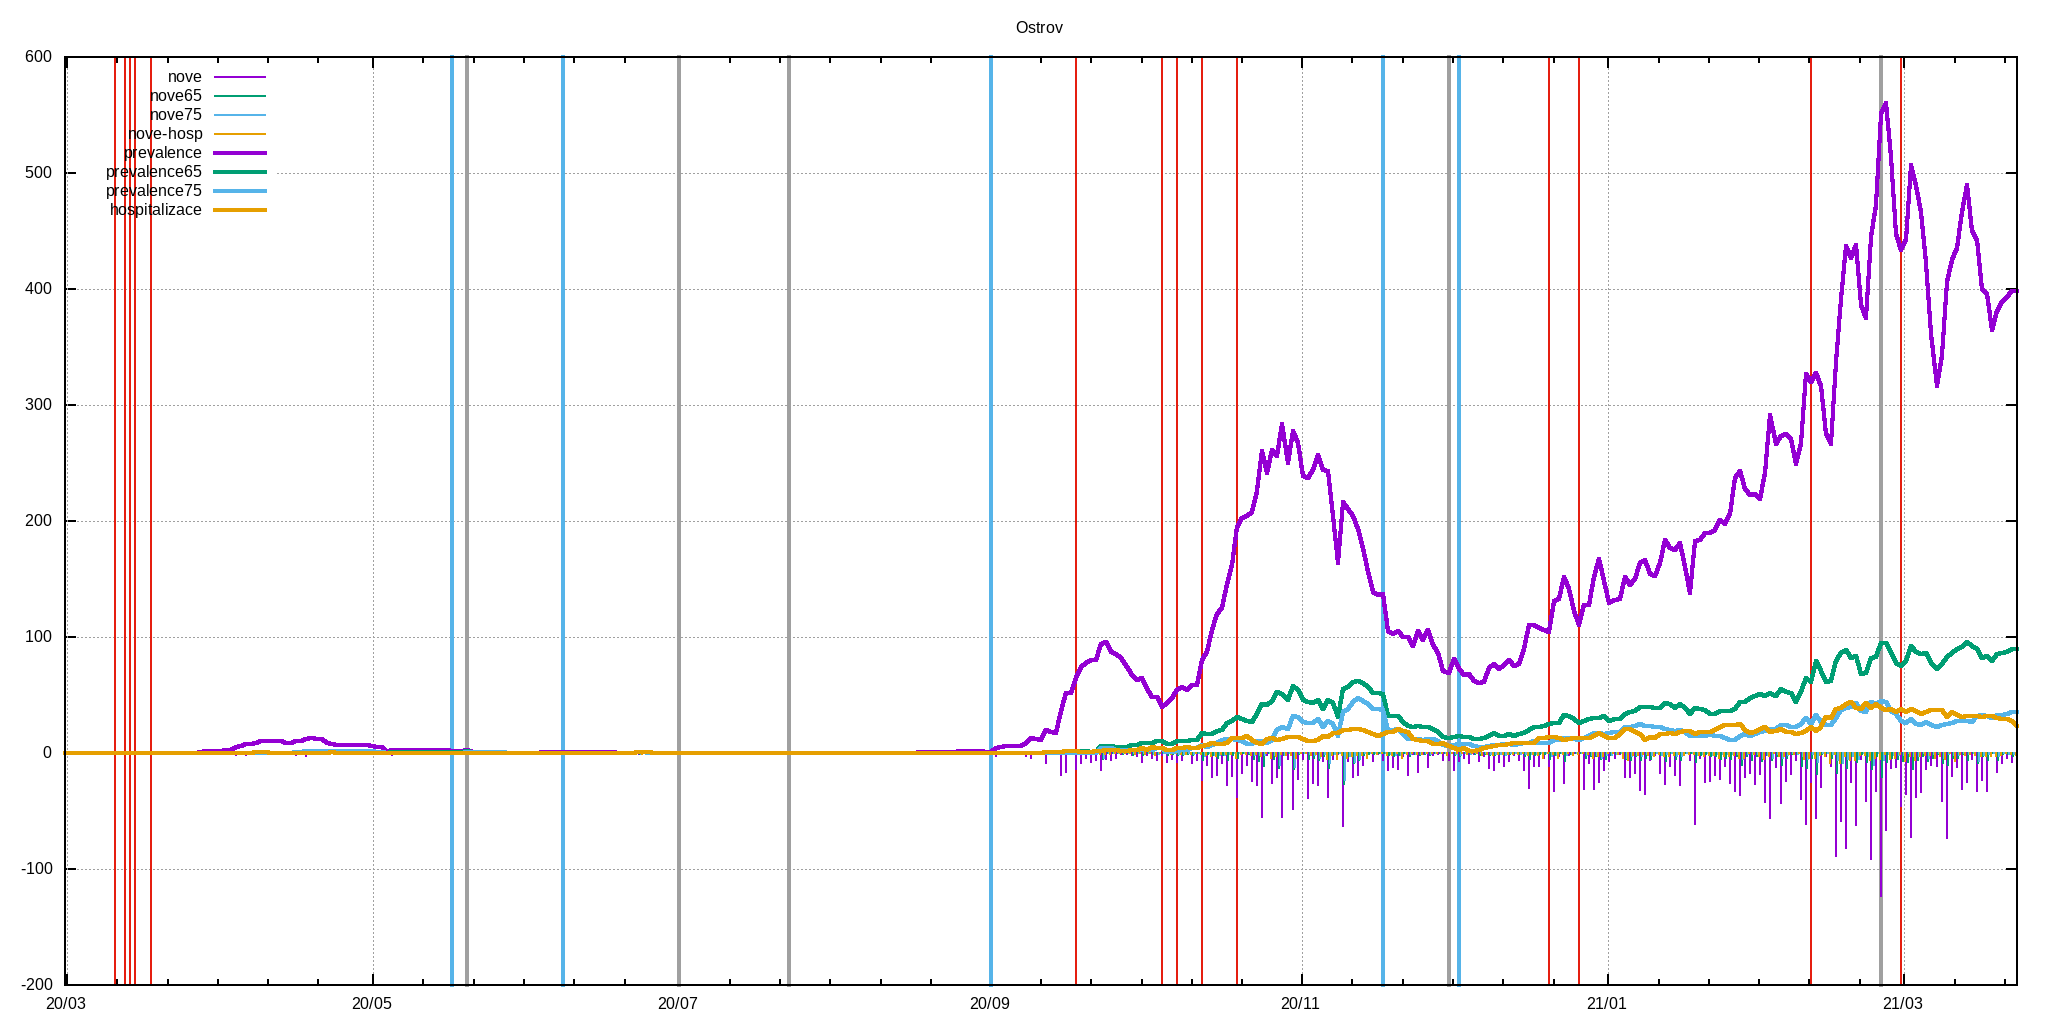 Ostrov
600
500
400
300
200
100
0
-100
-200
nove
nove65
nove75
nove-hosp
prevalence
prevalence65
prevalence75
hospitalizace
20/03 20/05 20/07 20/09 20/11 21/01 21/03